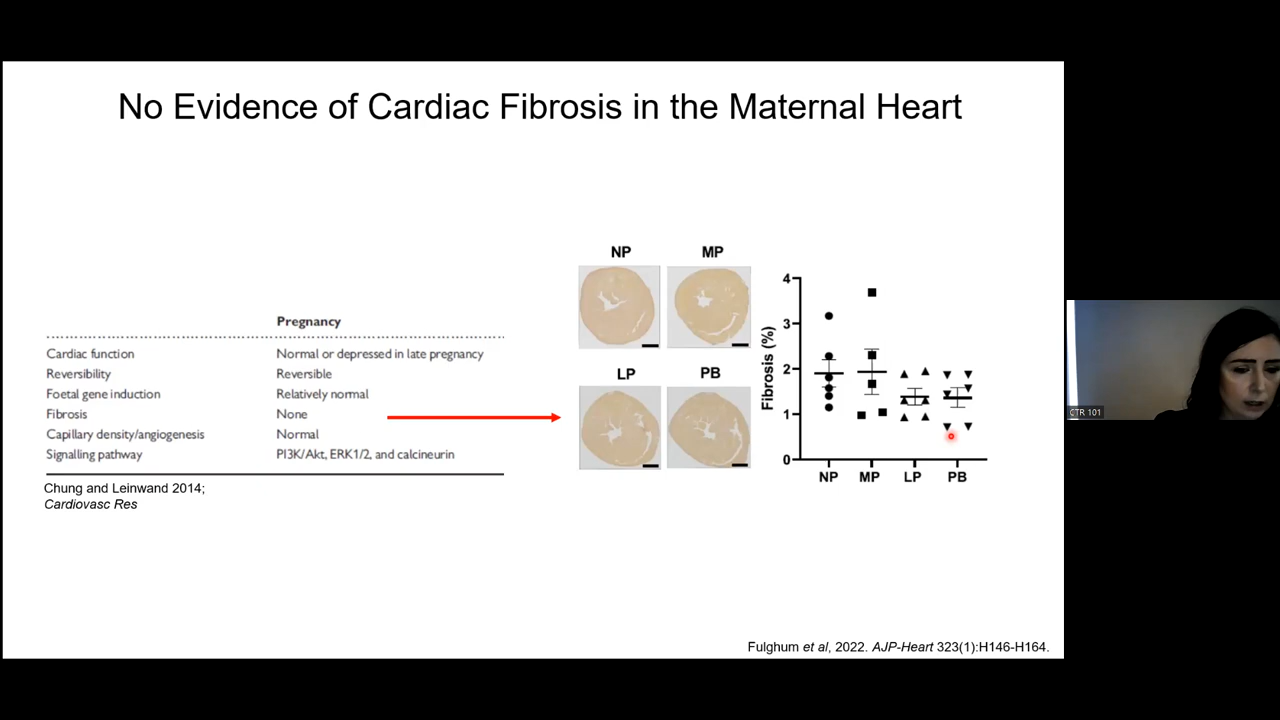 No Evidence of Cardiac Fibrosis in the Maternal Heart
Pregnancy
Cardiac function Normal or depressed in late pregnancy
Reversibility Reversible
Foetal gene induction Relatively normal
Fibrosis None
Capillary density/angiogenesis Normal
Signalling pathway PI3K/Akt, ERK1/2, and calcineurin
Chung and Leinwand 2014;
Cardiovasc Res
NP MP
LP PB
Fibrosis (%)
4
3
2
1
0
NP MP LP PB
CTR 101
Fulghum et al, 2022. AJP-Heart 323(1):H146-H164.